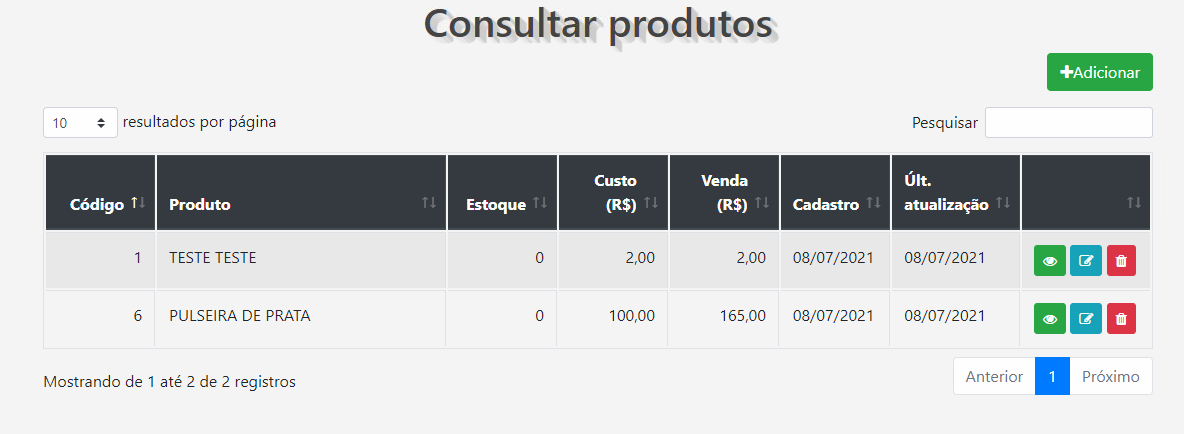 Consultar produtos
Adicionar
10 resultados por página
Pesquisar
Código Produto Estoque Custo (R$) Venda (R$) Cadastro Últ. atualização
1 TESTE TESTE 0 2,00 2,00 08/07/2021 08/07/2021
6 PULSEIRA DE PRATA 0 100,00 165,00 08/07/2021 08/07/2021
Mostrando de 1 até 2 de 2 registros
Anterior 1 Próximo